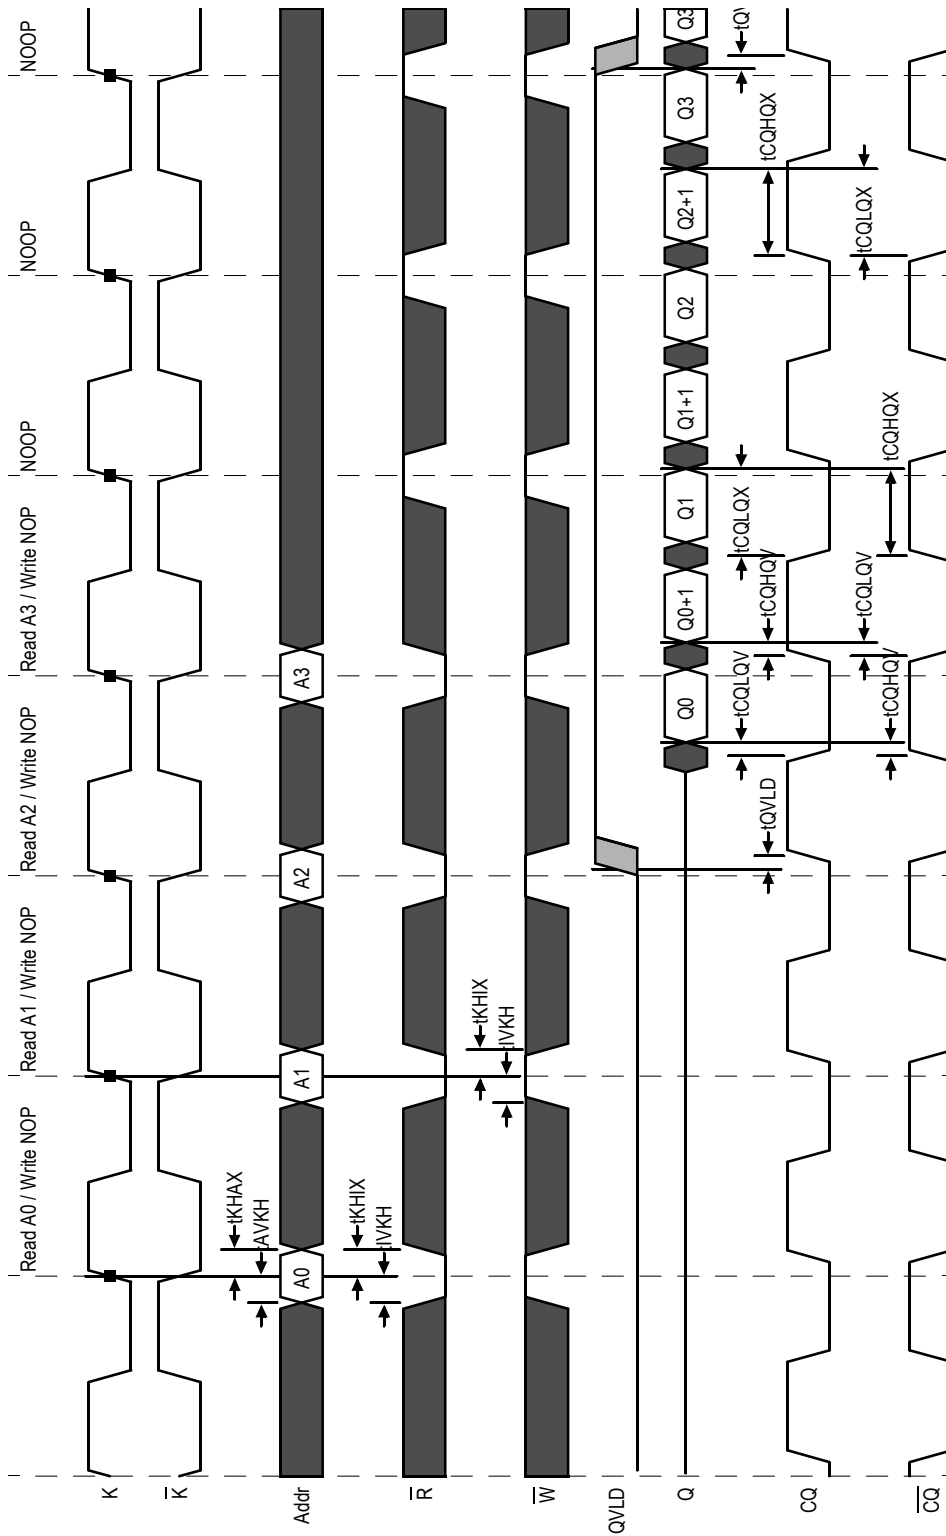 Read A0 / Write NOP
Read A1 / Write NOP
Read A2 / Write NOP
Read A3 / Write NOP
NOOP
NOOP
NOOP
K
K̅
tKHAX
tAVKH
Addr
A0
A1
A2
A3
tKHIX
tIVKH
R̅
tKHIX
tIVKH
W̅
QVLD
Q
Q0
Q0+1
Q1
Q1+1
Q2
Q2+1
Q3
Q3
tCQLQV
tCQLQX
tQVLD
tCQHQV
tCQHQX
CQ
tCQLQV
tCQLQX
tCQHQV
tCQHQX
C̅Q̅